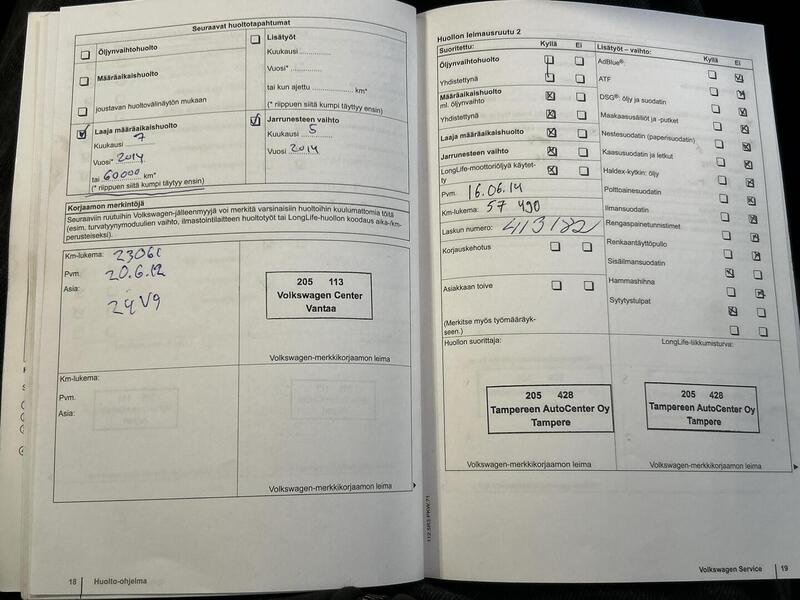 Seuraavat huoltotapahtumat
Öljynvaihtohuolto
Määräaikaishuolto
joustavan huoltovälinäytön mukaan
Laaja määräaikaishuolto
Kuukausi 7
Vuosi* 2014
tai 60000 km*
(* riippuen siitä kumpi täytyy ensin)
Lisätyöt
Kuukausi
Vuosi*
tai kun ajettu km*
(* riippuen siitä kumpi täytyy ensin)
Jarrunesteen vaihto
Kuukausi 5
Vuosi 2014
Korjaamon merkintöjä
Seuraaviin ruutuihin Volkswagen-jälleenmyyjä voi merkitä varsinaisiin huoltoihin kuulumattomia töitä
(esim. turvatyynymoduulien vaihto, ilmastointilaitteen huoltotyöt tai LongLife-huollon koodaus aika-/km-
perusteiseksi).
Km-lukema:
Pvm. 20.6.12
Asia:
24V9
205 113
Volkswagen Center
Vantaa
Volkswagen-merkkikorjaamon leima
Km-lukema:
Pvm.
Asia:
Volkswagen-merkkikorjaamon leima
18 Huolto-ohjelma
Huollon leimausruutu 2
Suoritettu: Kyllä Ei
Öljynvaihtohuolto
Yhdistettynä
Määräaikaishuolto
ml. öljynvaihto
Yhdistettynä
Laaja määräaikaishuolto
Jarrunesteen vaihto
LongLife-moottoriöljyä käytet-
ty
Pvm. 16.06.14
Km-lukema: 57 490
Laskun numero: 413182
Korjauskehotus
Asiakkaan toive
(Merkitse myös työmääräyk-
seen.)
Lisätyöt – vaihto: Kyllä Ei
AdBlue®:
ATF
DSG®: öljy ja suodatin
Maakaasusäiliöt ja -putket
Nestesuodatin (paperisuodatin)
Kaasusuodatin ja letkut
Haldex-kytkin: öljy
Polttoainesuodatin
Ilmansuodatin
Rengaspainetunnistimet
Renkaantäyttöpullo
Sisäilmansuodatin
Hammashihna
Sytytystulpat
Huollon suorittaja:
205 428
Tampereen AutoCenter Oy
Tampere
Volkswagen-merkkikorjaamon leima
LongLife-liikkumisturva:
205 428
Tampereen AutoCenter Oy
Tampere
Volkswagen-merkkikorjaamon leima
112.5R3.PKW.71
Volkswagen Service 19